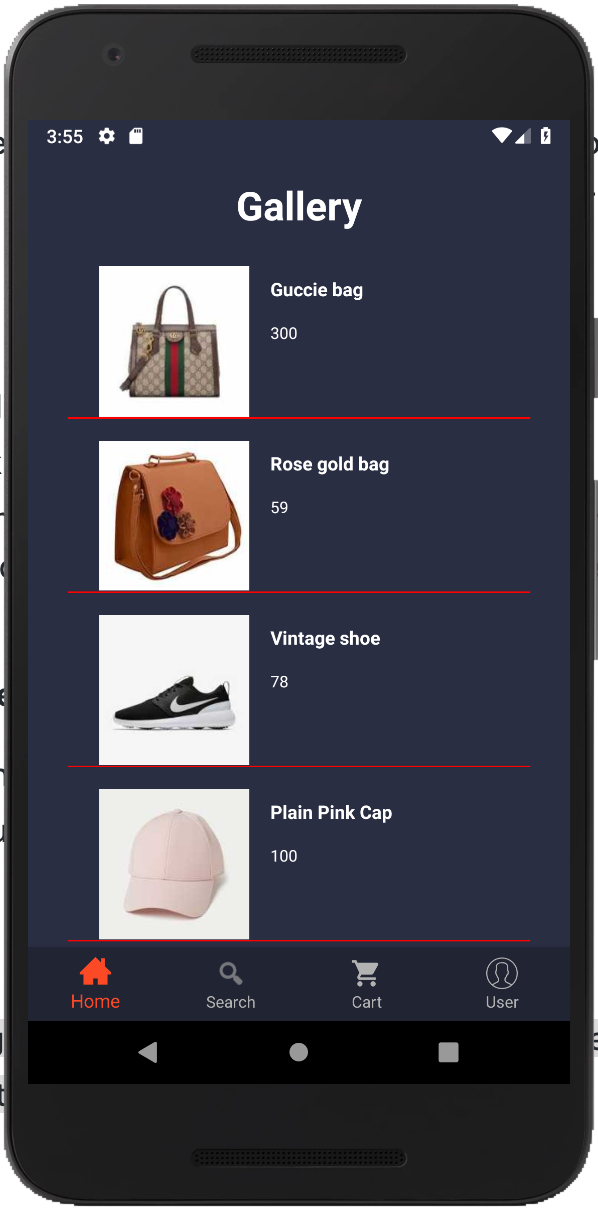 3:55
Gallery
Guccie bag
300
Rose gold bag
59
Vintage shoe
78
Plain Pink Cap
100
Home
Search
Cart
User